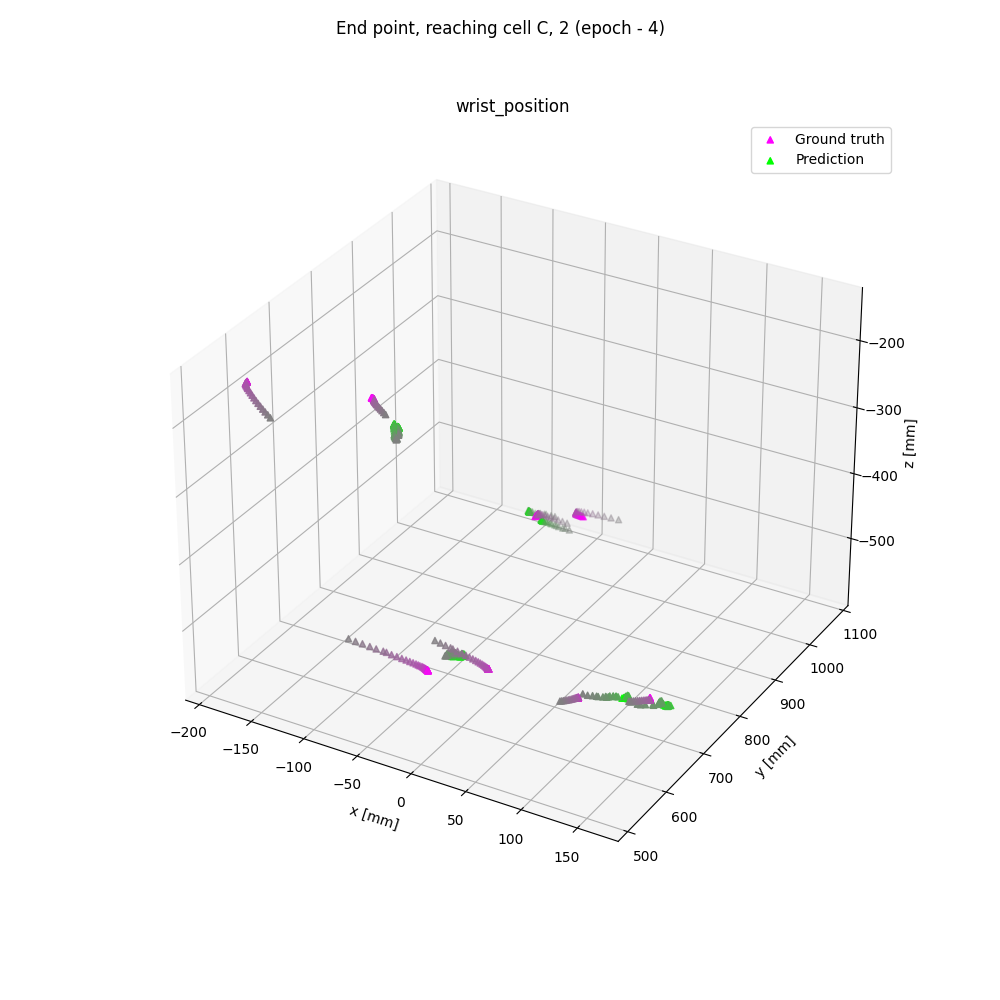 End point, reaching cell C, 2 (epoch - 4)
wrist_position
Ground truth
Prediction
−200
−300
−400
−500
z [mm]
1100
1000
900
800
700
600
500
y [mm]
−200
−150
−100
−50
0
50
100
150
x [mm]